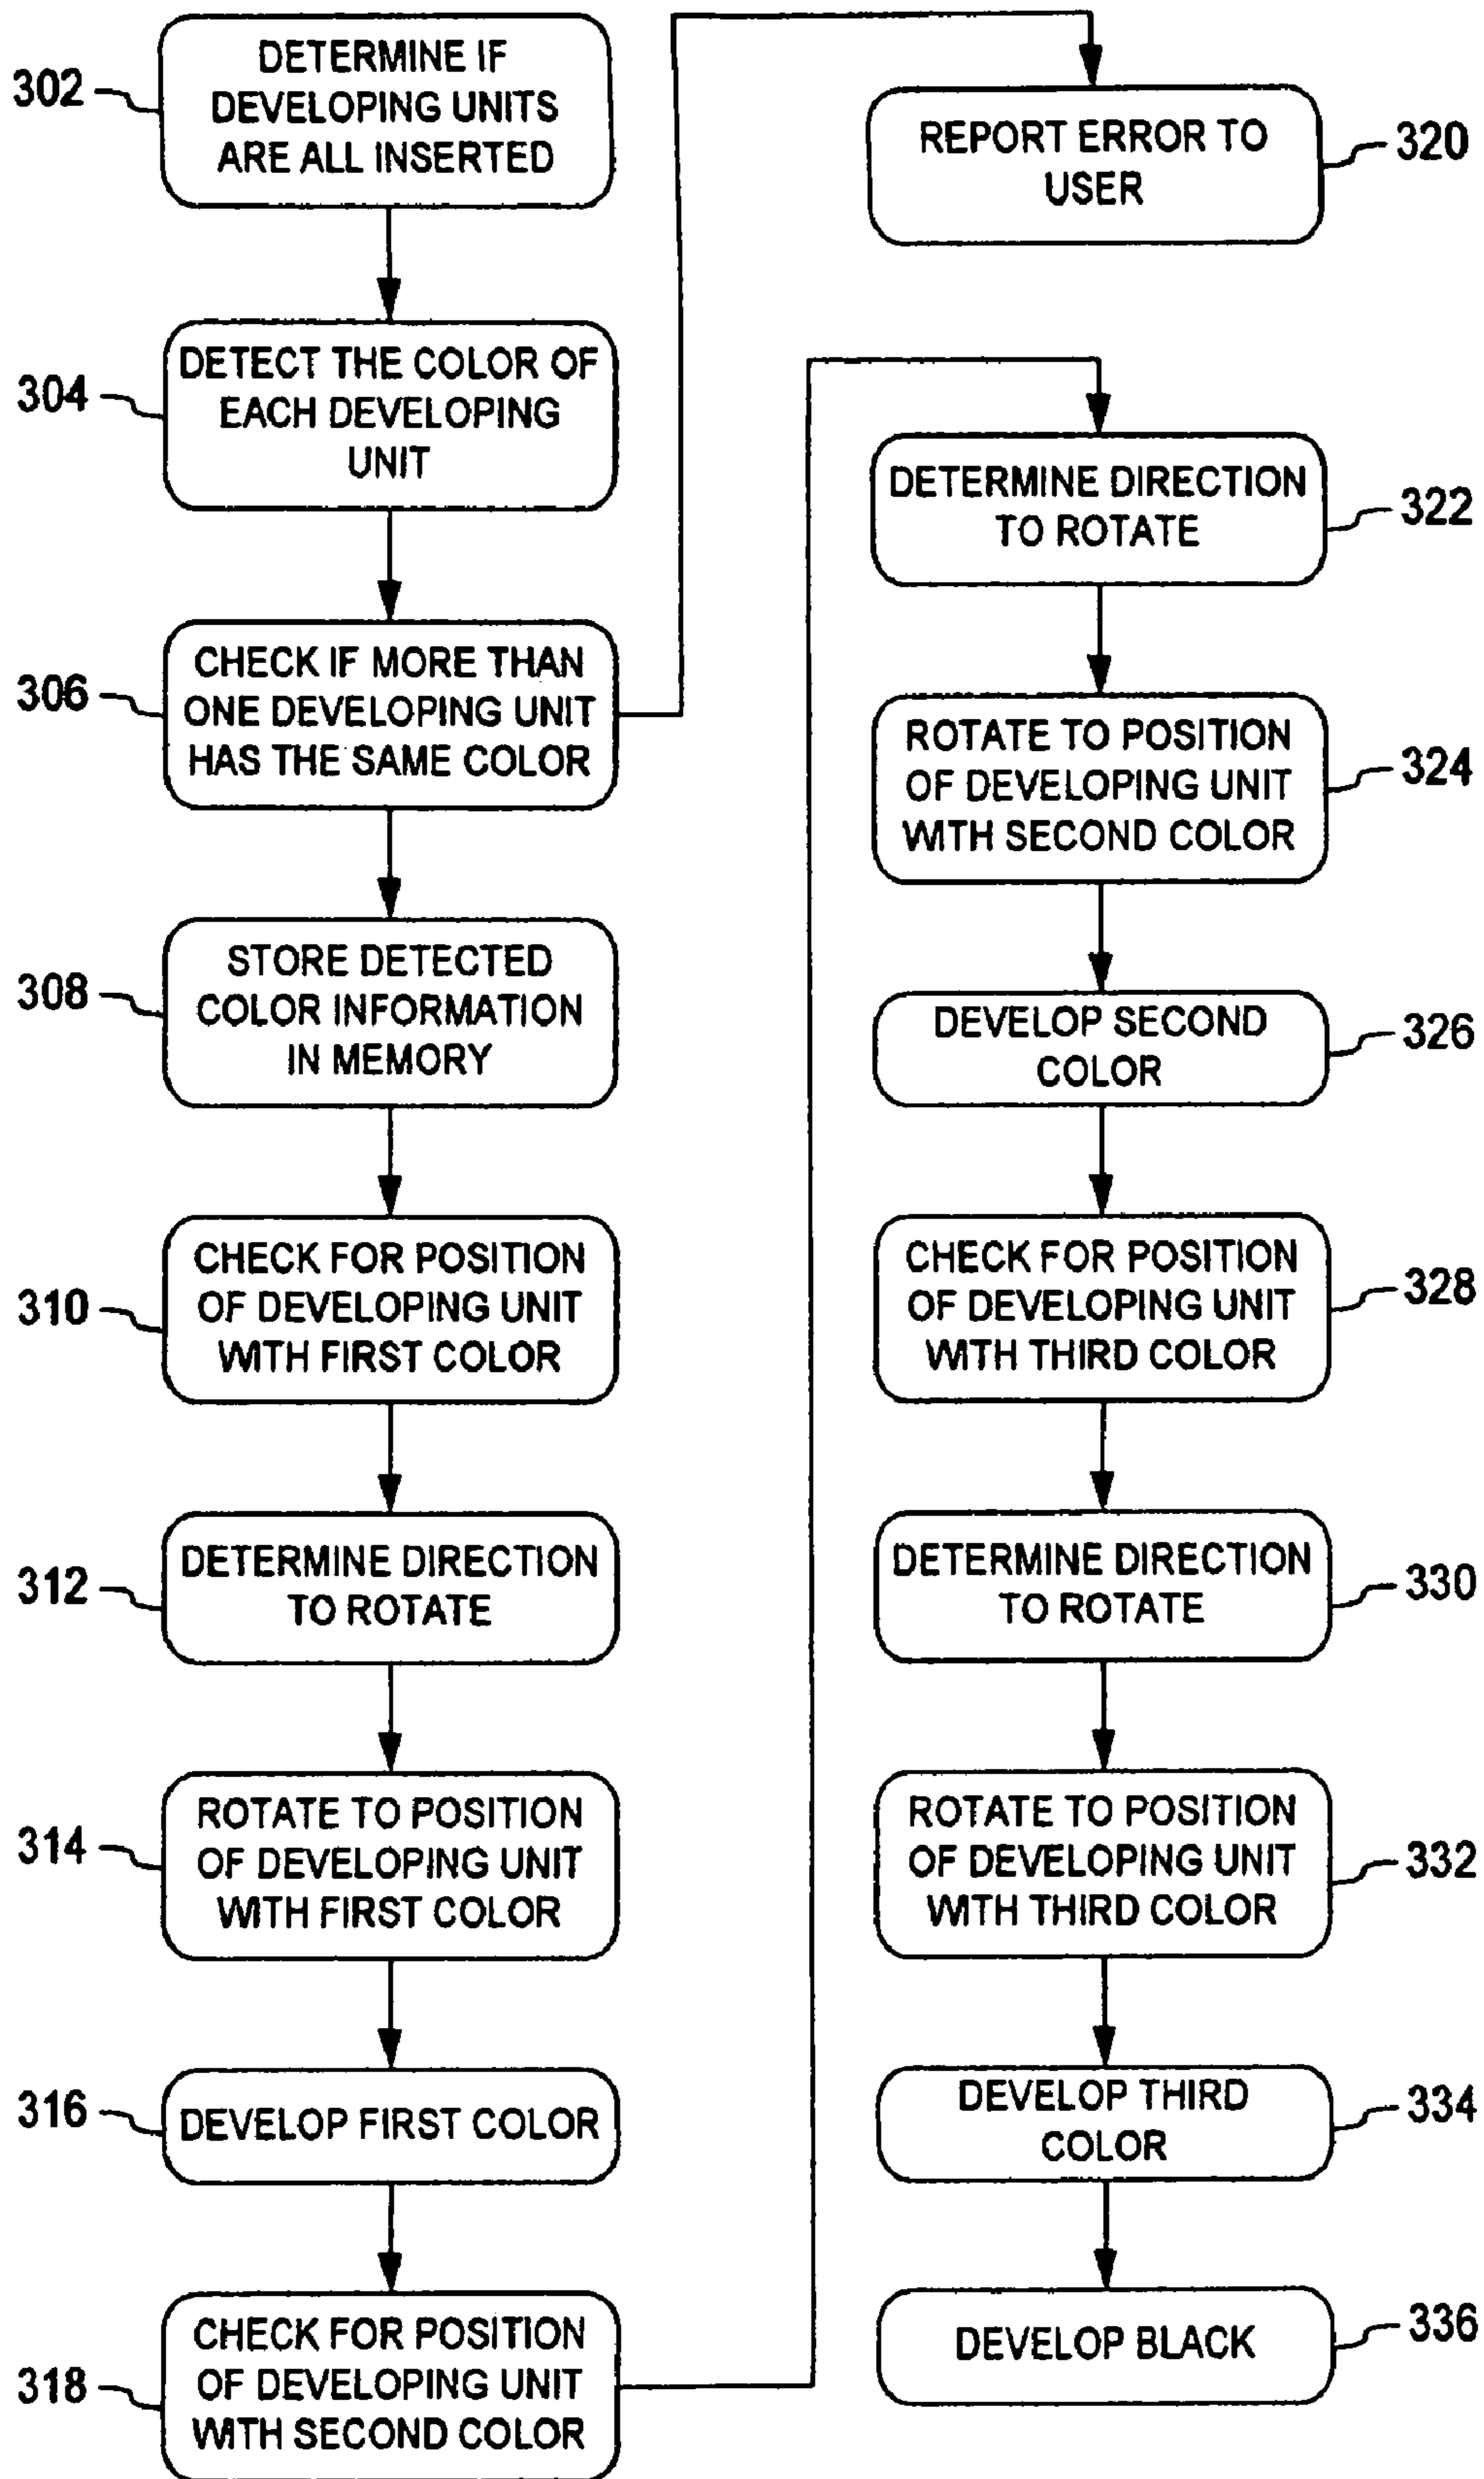 302
DETERMINE IF
DEVELOPING UNITS
ARE ALL INSERTED
304
DETECT THE COLOR OF
EACH DEVELOPING
UNIT
306
CHECK IF MORE THAN
ONE DEVELOPING UNIT
HAS THE SAME COLOR
308
STORE DETECTED
COLOR INFORMATION
IN MEMORY
310
CHECK FOR POSITION
OF DEVELOPING UNIT
WITH FIRST COLOR
312
DETERMINE DIRECTION
TO ROTATE
314
ROTATE TO POSITION
OF DEVELOPING UNIT
WITH FIRST COLOR
316
DEVELOP FIRST COLOR
318
CHECK FOR POSITION
OF DEVELOPING UNIT
WITH SECOND COLOR
REPORT ERROR TO
USER
320
DETERMINE DIRECTION
TO ROTATE
322
ROTATE TO POSITION
OF DEVELOPING UNIT
WITH SECOND COLOR
324
DEVELOP SECOND
COLOR
326
CHECK FOR POSITION
OF DEVELOPING UNIT
WITH THIRD COLOR
328
DETERMINE DIRECTION
TO ROTATE
330
ROTATE TO POSITION
OF DEVELOPING UNIT
WITH THIRD COLOR
332
DEVELOP THIRD
COLOR
334
DEVELOP BLACK
336